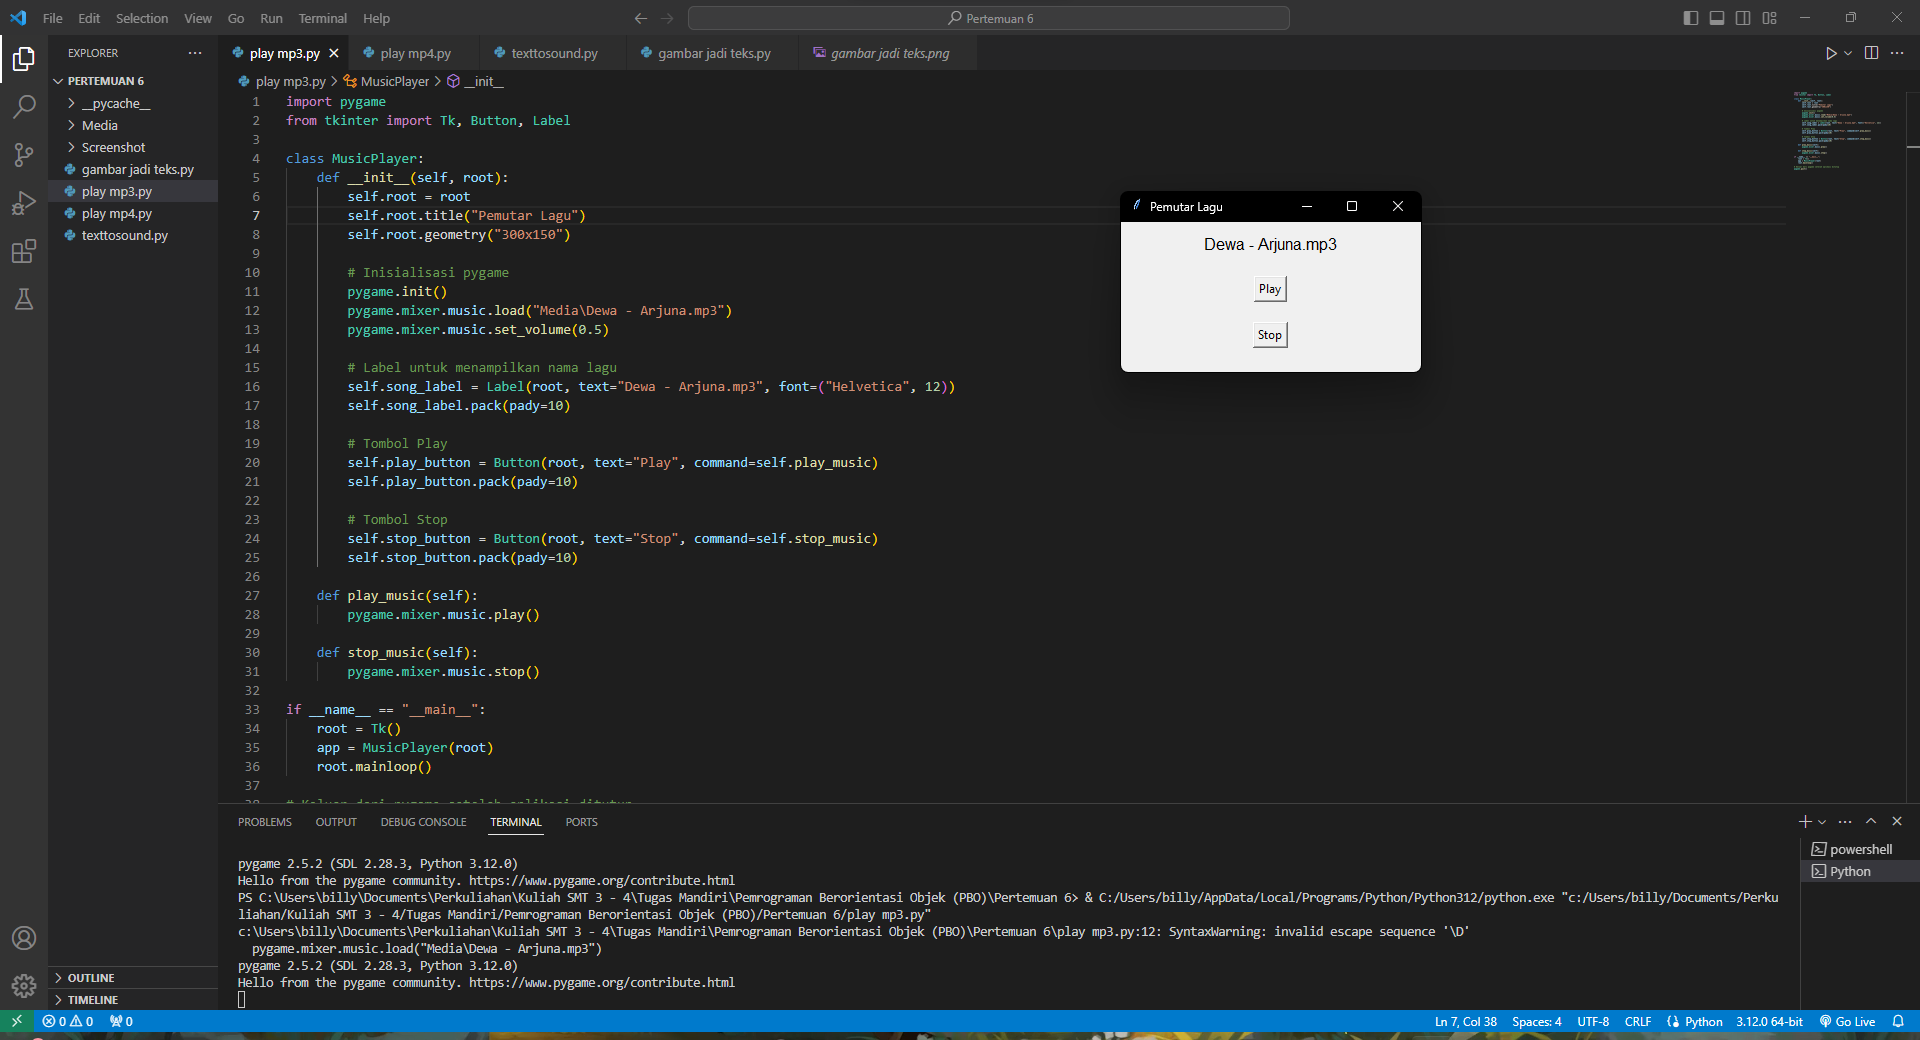 File Edit Selection View Go Run Terminal Help
Pertemuan 6
EXPLORER
PERTEMUAN 6
__pycache__
Media
Screenshot
gambar jadi teks.py
play mp3.py
play mp4.py
texttosound.py
OUTLINE
TIMELINE
play mp3.py play mp4.py texttosound.py gambar jadi teks.py gambar jadi teks.png
play mp3.py > MusicPlayer > __init__
1 import pygame
2 from tkinter import Tk, Button, Label
3
4 class MusicPlayer:
5 def __init__(self, root):
6 self.root = root
7 self.root.title("Pemutar Lagu")
8 self.root.geometry("300x150")
9
10 # Inisialisasi pygame
11 pygame.init()
12 pygame.mixer.music.load("Media\Dewa - Arjuna.mp3")
13 pygame.mixer.music.set_volume(0.5)
14
15 # Label untuk menampilkan nama lagu
16 self.song_label = Label(root, text="Dewa - Arjuna.mp3", font=("Helvetica", 12))
17 self.song_label.pack(pady=10)
18
19 # Tombol Play
20 self.play_button = Button(root, text="Play", command=self.play_music)
21 self.play_button.pack(pady=10)
22
23 # Tombol Stop
24 self.stop_button = Button(root, text="Stop", command=self.stop_music)
25 self.stop_button.pack(pady=10)
26
27 def play_music(self):
28 pygame.mixer.music.play()
29
30 def stop_music(self):
31 pygame.mixer.music.stop()
32
33 if __name__ == "__main__":
34 root = Tk()
35 app = MusicPlayer(root)
36 root.mainloop()
37
38 # Keluar dari pygame setelah aplikasi ditutup
Pemutar Lagu
Dewa - Arjuna.mp3
Play
Stop
PROBLEMS OUTPUT DEBUG CONSOLE TERMINAL PORTS
pygame 2.5.2 (SDL 2.28.3, Python 3.12.0)
Hello from the pygame community. https://www.pygame.org/contribute.html
PS C:\Users\billy\Documents\Perkuliahan\Kuliah SMT 3 - 4\Tugas Mandiri\Pemrograman Berorientasi Objek (PBO)\Pertemuan 6> & C:/Users/billy/AppData/Local/Programs/Python/Python312/python.exe "c:/Users/billy/Documents/Perku
liahan/Kuliah SMT 3 - 4/Tugas Mandiri/Pemrograman Berorientasi Objek (PBO)/Pertemuan 6/play mp3.py"
c:\Users\billy\Documents\Perkuliahan\Kuliah SMT 3 - 4\Tugas Mandiri\Pemrograman Berorientasi Objek (PBO)\Pertemuan 6\play mp3.py:12: SyntaxWarning: invalid escape sequence '\D'
pygame.mixer.music.load("Media\Dewa - Arjuna.mp3")
pygame 2.5.2 (SDL 2.28.3, Python 3.12.0)
Hello from the pygame community. https://www.pygame.org/contribute.html
powershell
Python
0 0 0 Ln 7, Col 38 Spaces: 4 UTF-8 CRLF Python 3.12.0 64-bit Go Live